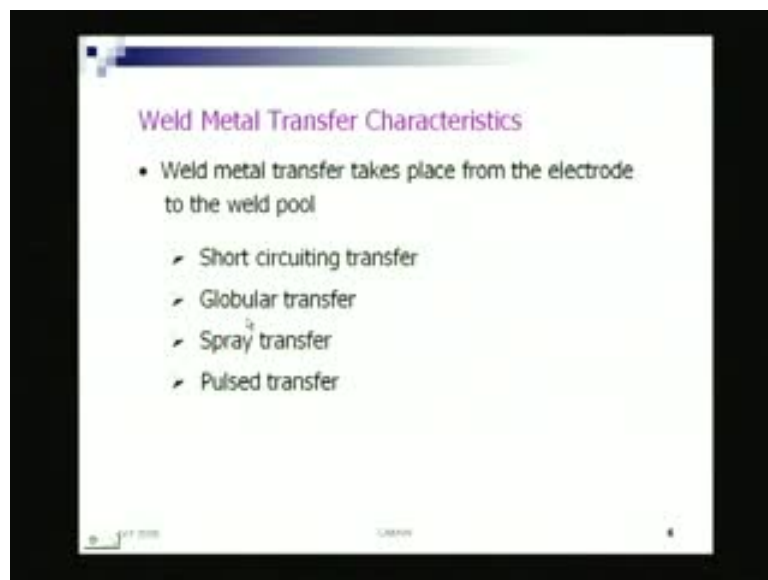 Weld Metal Transfer Characteristics
• Weld metal transfer takes place from the electrode
to the weld pool
Short circuiting transfer
Globular transfer
Spray transfer
Pulsed transfer